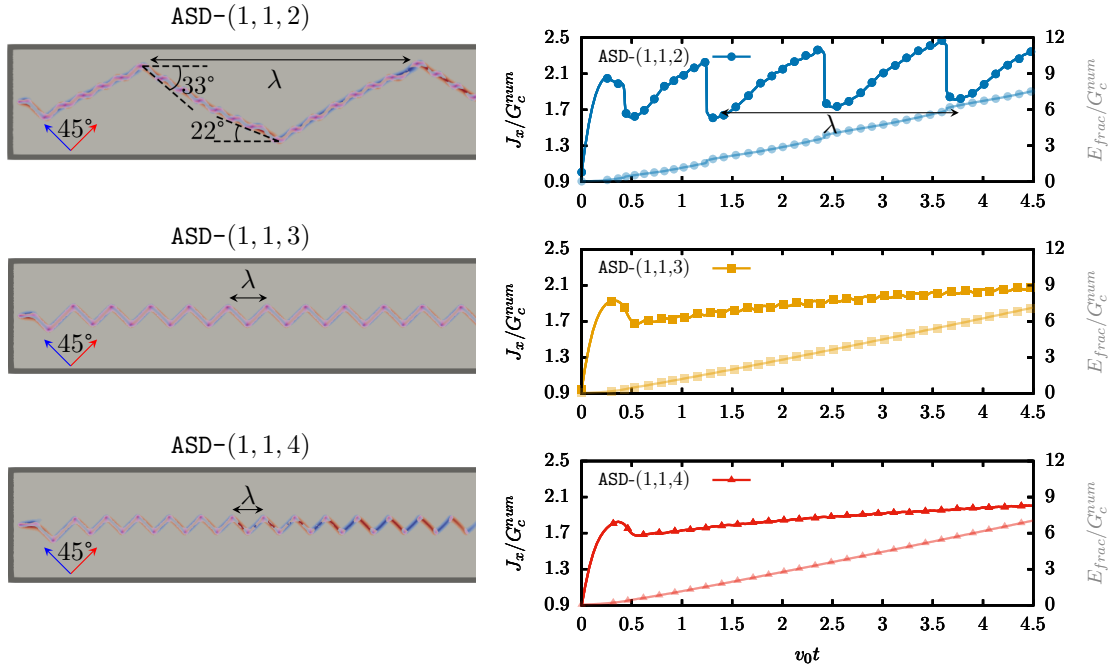 ASD-(1, 1, 2)
λ
33°
22°
45°
ASD-(1, 1, 3)
λ
45°
ASD-(1, 1, 4)
λ
45°
2.5
2.1
1.7
1.3
0.9
J_x/G_c^{num}
ASD-(1,1,2)
λ
12
9
6
3
0
E_{frac}/G_c^{num}
0 0.5 1 1.5 2 2.5 3 3.5 4 4.5
2.5
2.1
1.7
1.3
0.9
J_x/G_c^{num}
ASD-(1,1,3)
12
9
6
3
0
E_{frac}/G_c^{num}
0 0.5 1 1.5 2 2.5 3 3.5 4 4.5
2.5
2.1
1.7
1.3
0.9
J_x/G_c^{num}
ASD-(1,1,4)
12
9
6
3
0
E_{frac}/G_c^{num}
0 0.5 1 1.5 2 2.5 3 3.5 4 4.5
v_0t